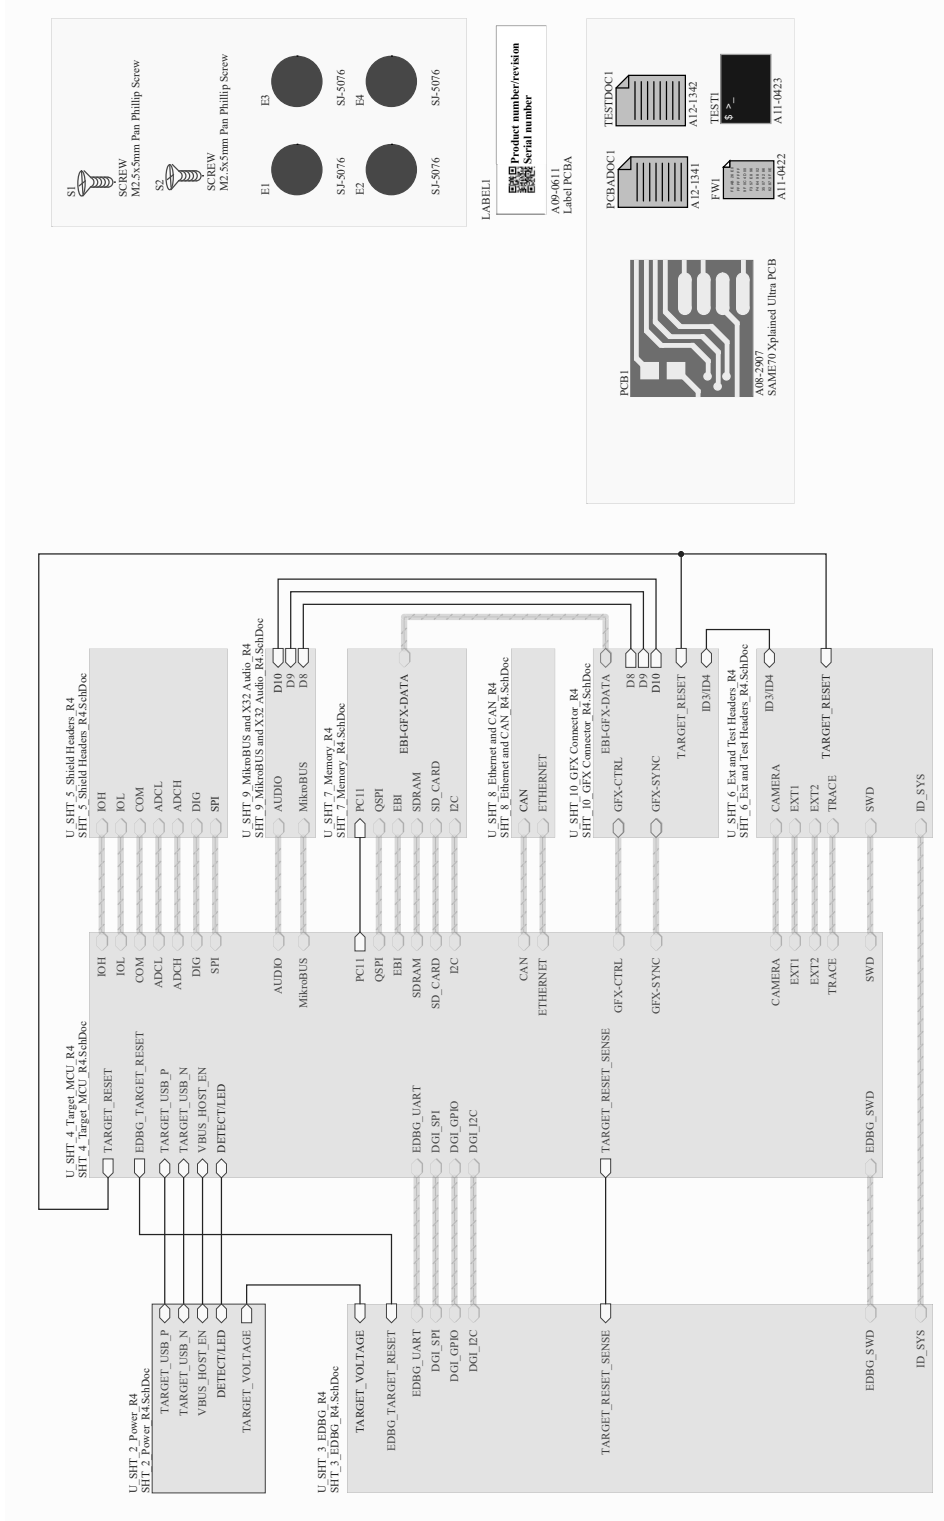 U_SHT_2_Power_R4
SHT_2_Power_R4.SchDoc
TARGET_USB_P
TARGET_USB_N
VBUS_HOST_EN
DETECT/LED
TARGET_VOLTAGE
U_SHT_3_EDBG_R4
SHT_3_EDBG_R4.SchDoc
TARGET_VOLTAGE
EDBG_TARGET_RESET
EDBG_UART
DGI_SPI
DGI_GPIO
DGI_I2C
TARGET_RESET_SENSE
EDBG_SWD
ID_SYS
U_SHT_4_Target_MCU_R4
SHT_4_Target_MCU_R4.SchDoc
TARGET_RESET
EDBG_TARGET_RESET
TARGET_USB_P
TARGET_USB_N
VBUS_HOST_EN
DETECT/LED
EDBG_UART
DGI_SPI
DGI_GPIO
DGI_I2C
TARGET_RESET_SENSE
EDBG_SWD
IOH
IOL
COM
ADCL
ADCH
DIG
SPI
AUDIO
MikroBUS
PC11
QSPI
EBI
SDRAM
SD_CARD
I2C
CAN
ETHERNET
GFX-CTRL
GFX-SYNC
CAMERA
EXT1
EXT2
TRACE
SWD
U_SHT_5_Shield Headers_R4
SHT_5_Shield Headers_R4.SchDoc
IOH
IOL
COM
ADCL
ADCH
DIG
SPI
U_SHT_9_MikroBUS and X32 Audio_R4
SHT_9_MikroBUS and X32 Audio_R4.SchDoc
AUDIO
MikroBUS
D10
D9
D8
U_SHT_7_Memory_R4
SHT_7_Memory_R4.SchDoc
PC11
QSPI
EBI
SDRAM
SD_CARD
I2C
EBI-GFX-DATA
U_SHT_8_Ethernet and CAN_R4
SHT_8_Ethernet and CAN_R4.SchDoc
CAN
ETHERNET
U_SHT_10_GFX Connector_R4
SHT_10_GFX Connector_R4.SchDoc
GFX-CTRL
GFX-SYNC
EBI-GFX-DATA
D8
D9
D10
TARGET_RESET
ID3/ID4
U_SHT_6_Ext and Test Headers_R4
SHT_6_Ext and Test Headers_R4.SchDoc
CAMERA
EXT1
EXT2
TRACE
SWD
ID_SYS
ID3/ID4
TARGET_RESET
S1
SCREW
M2.5x5mm Pan Phillip Screw
S2
SCREW
M2.5x5mm Pan Phillip Screw
E1
SJ-5076
E3
SJ-5076
E2
SJ-5076
E4
SJ-5076
LABEL1
Product number/revision
Serial number
A09-0611
Label PCBA
PCB1
A08-2907
SAME70 Xplained Ultra PCB
PCBADOC1
A12-1341
TESTDOC1
A12-1342
FW1
A11-0422
TEST1
$ >_
A11-0423